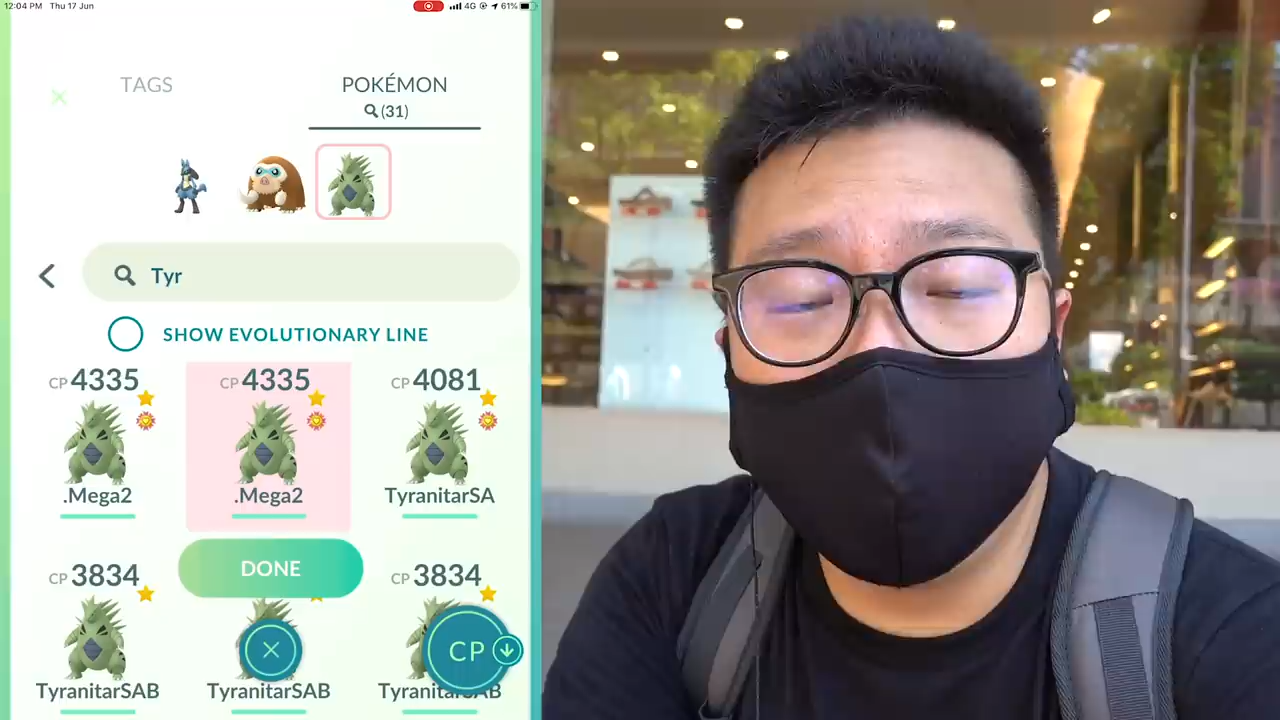 12:04 PM Thu 17 Jun
4G 61%
TAGS
POKÉMON
(31)
Tyr
SHOW EVOLUTIONARY LINE
CP 4335
CP 4335
CP 4081
.Mega2
.Mega2
TyranitarSA
CP 3834
DONE
CP 3834
CP
TyranitarSAB
TyranitarSAB
TyranitarSAB